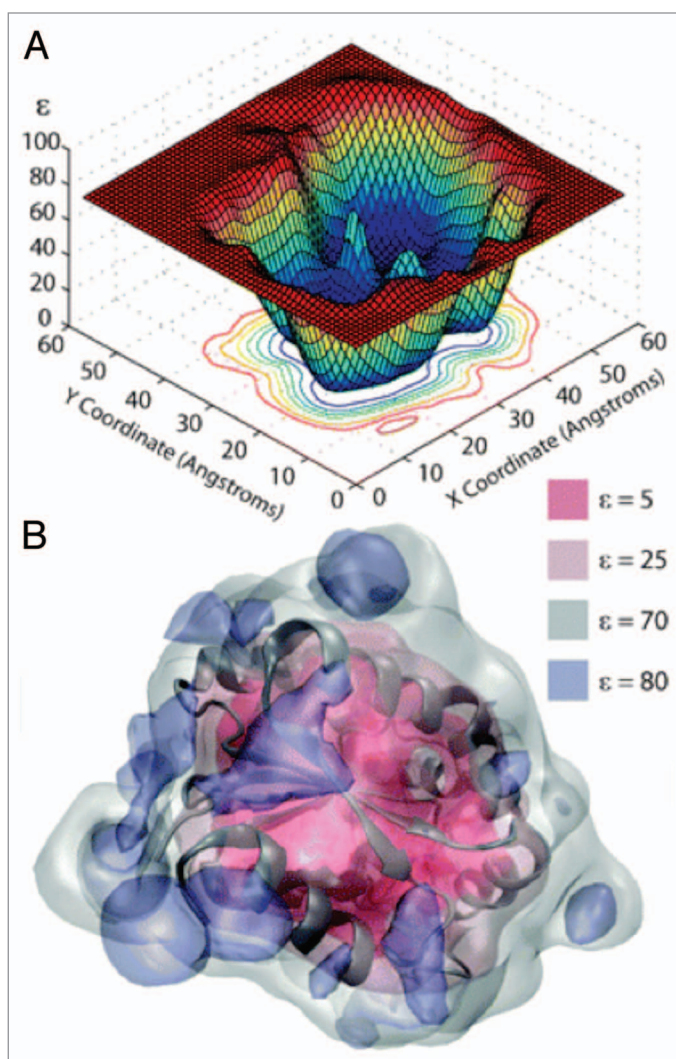 A
ε
100
80
60
40
20
0
60
50
40
30
20
10
0
Y Coordinate (Angstroms)
0
10
20
30
40
50
60
X Coordinate (Angstroms)
B
ε = 5
ε = 25
ε = 70
ε = 80